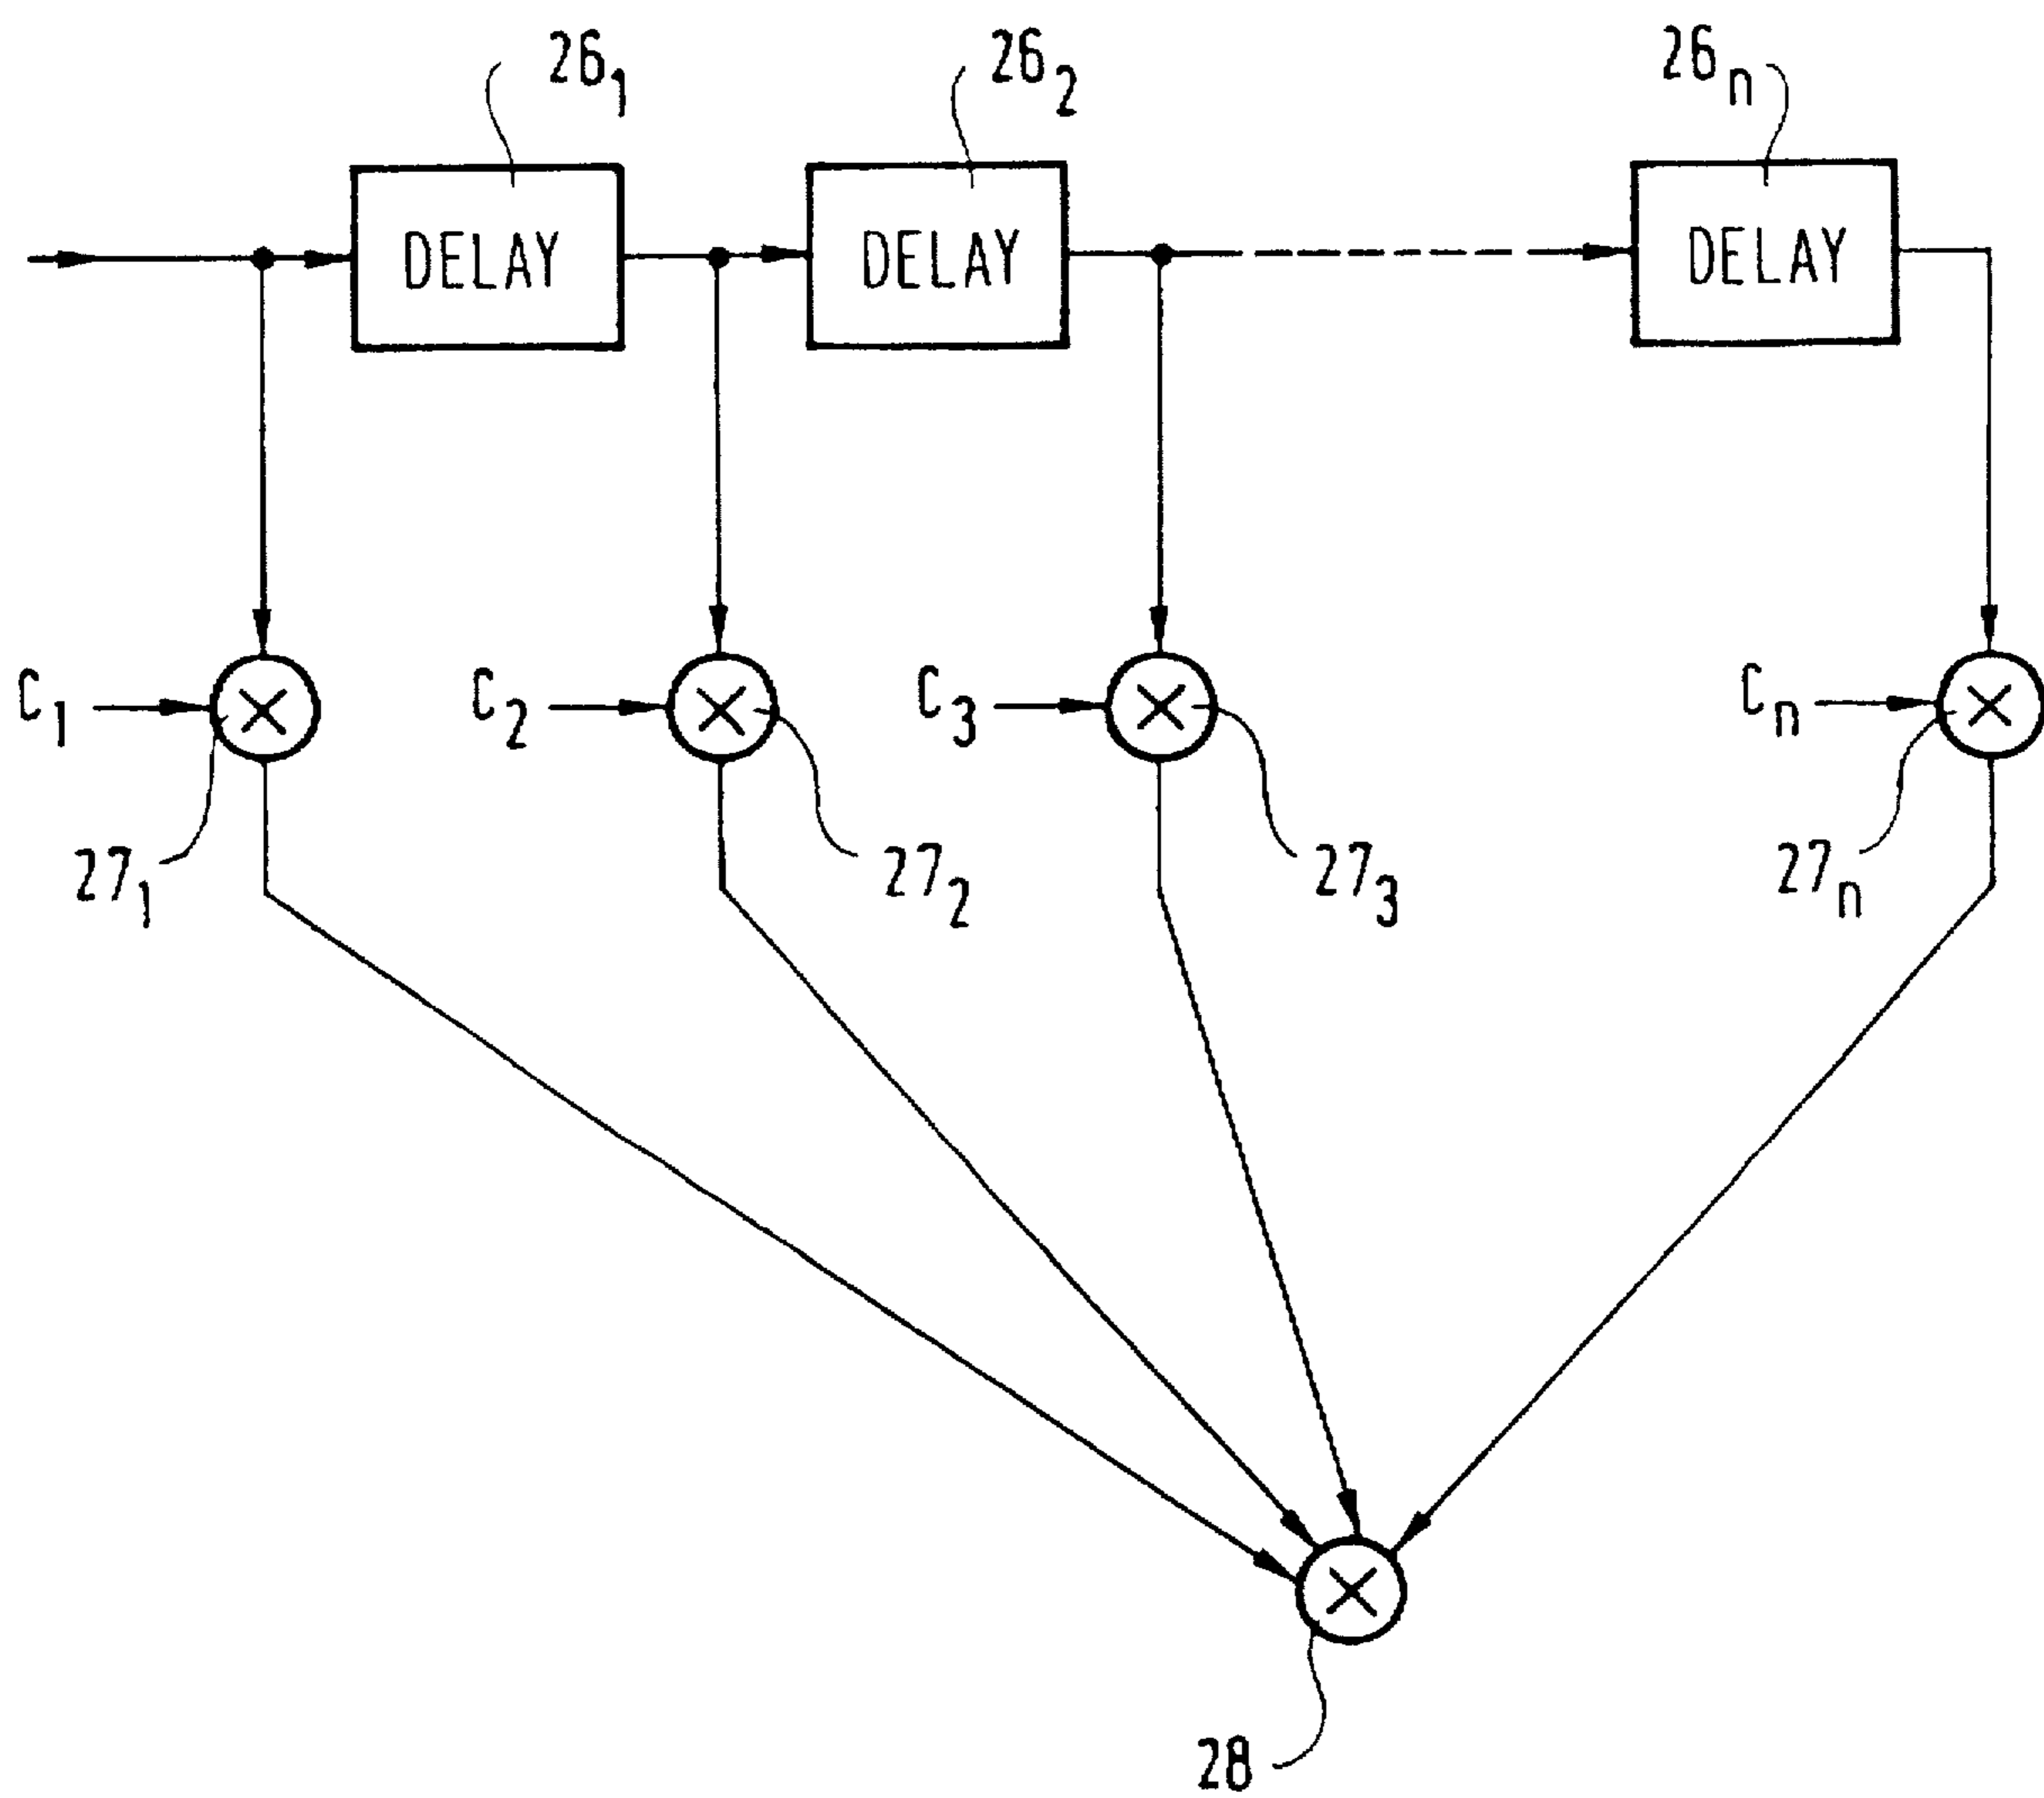 26₁ 26₂ 26ₙ
DELAY DELAY DELAY
C₁ C₂ C₃ Cₙ
27₁ 27₂ 27₃ 27ₙ
28